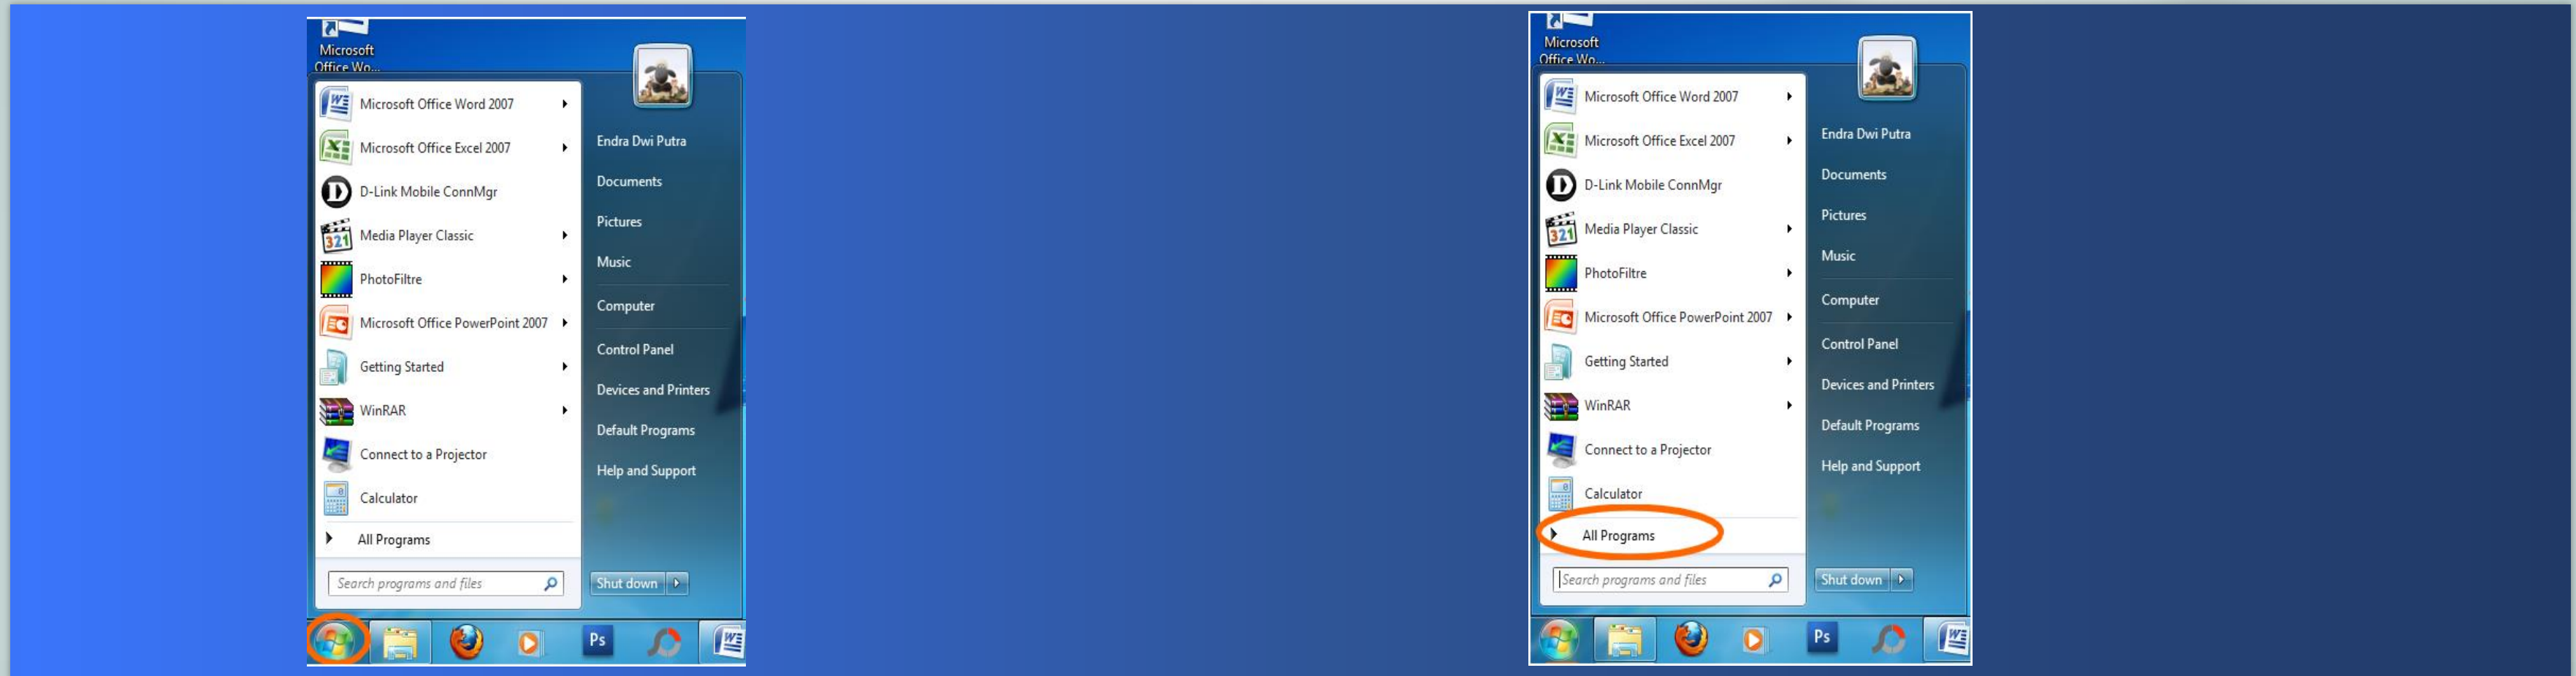 Microsoft
Office Wo...
Microsoft Office Word 2007
Microsoft Office Excel 2007
D-Link Mobile ConnMgr
Media Player Classic
PhotoFiltre
Microsoft Office PowerPoint 2007
Getting Started
WinRAR
Connect to a Projector
Calculator
All Programs
Search programs and files
Endra Dwi Putra
Documents
Pictures
Music
Computer
Control Panel
Devices and Printers
Default Programs
Help and Support
Shut down
Ps
Microsoft
Office Wo...
Microsoft Office Word 2007
Microsoft Office Excel 2007
D-Link Mobile ConnMgr
Media Player Classic
PhotoFiltre
Microsoft Office PowerPoint 2007
Getting Started
WinRAR
Connect to a Projector
Calculator
All Programs
Search programs and files
Endra Dwi Putra
Documents
Pictures
Music
Computer
Control Panel
Devices and Printers
Default Programs
Help and Support
Shut down
Ps